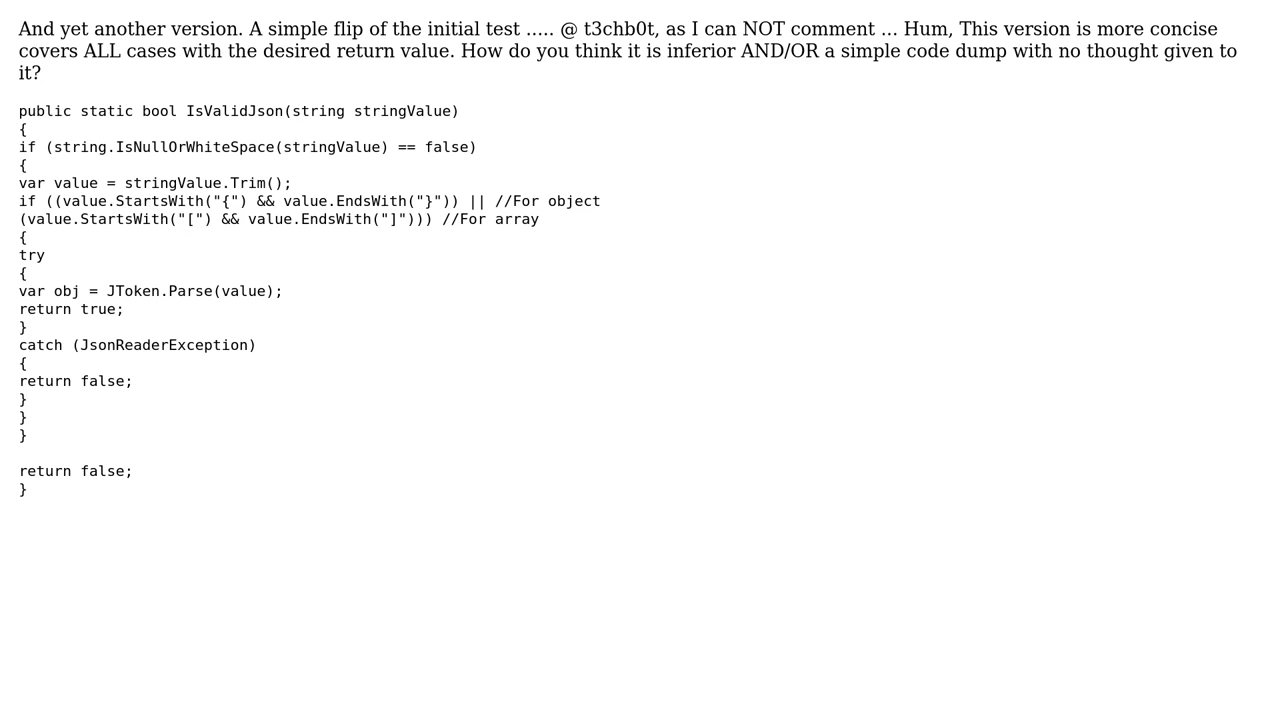 And yet another version. A simple flip of the initial test ..... @ t3chb0t, as I can NOT comment ... Hum, This version is more concise
covers ALL cases with the desired return value. How do you think it is inferior AND/OR a simple code dump with no thought given to
it?
public static bool IsValidJson(string stringValue)
{
if (string.IsNullOrWhiteSpace(stringValue) == false)
{
var value = stringValue.Trim();
if ((value.StartsWith("{") && value.EndsWith("}")) || //For object
(value.StartsWith("[") && value.EndsWith("]"))) //For array
{
try
{
var obj = JToken.Parse(value);
return true;
}
catch (JsonReaderException)
{
return false;
}
}
}
return false;
}